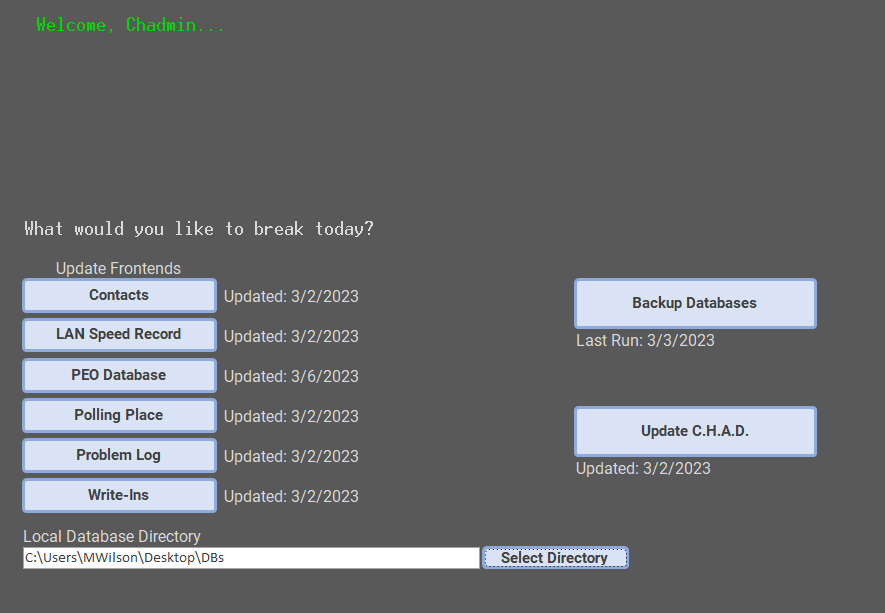 Welcome, Chadmin...
What would you like to break today?
Update Frontends
Contacts Updated: 3/2/2023
LAN Speed Record Updated: 3/2/2023
PEO Database Updated: 3/6/2023
Polling Place Updated: 3/2/2023
Problem Log Updated: 3/2/2023
Write-Ins Updated: 3/2/2023
Backup Databases
Last Run: 3/3/2023
Update C.H.A.D.
Updated: 3/2/2023
Local Database Directory
C:\Users\MWilson\Desktop\DBs Select Directory